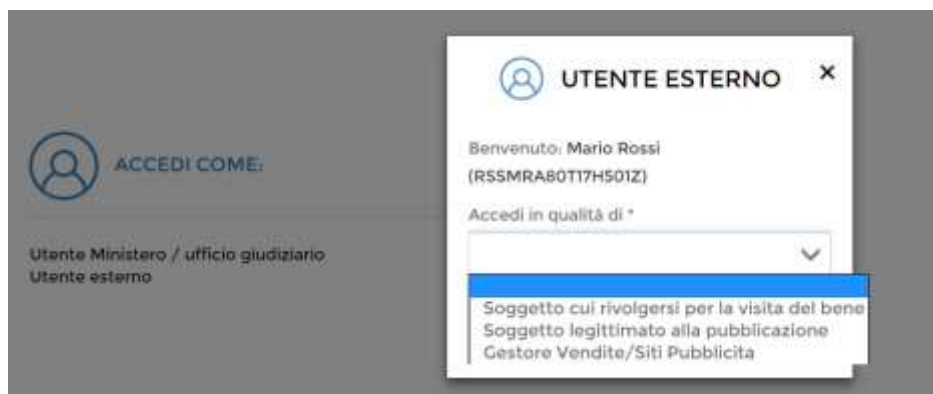 UTENTE ESTERNO ×
Benvenuto: Mario Rossi
(RSSMRA80T17H501Z)
ACCEDI COME:
Accedi in qualità di *
Utente Ministero / ufficio giudiziario
Utente esterno
Soggetto cui rivolgersi per la visita del bene
Soggetto legittimato alla pubblicazione
Gestore Vendite/Siti Pubblicita